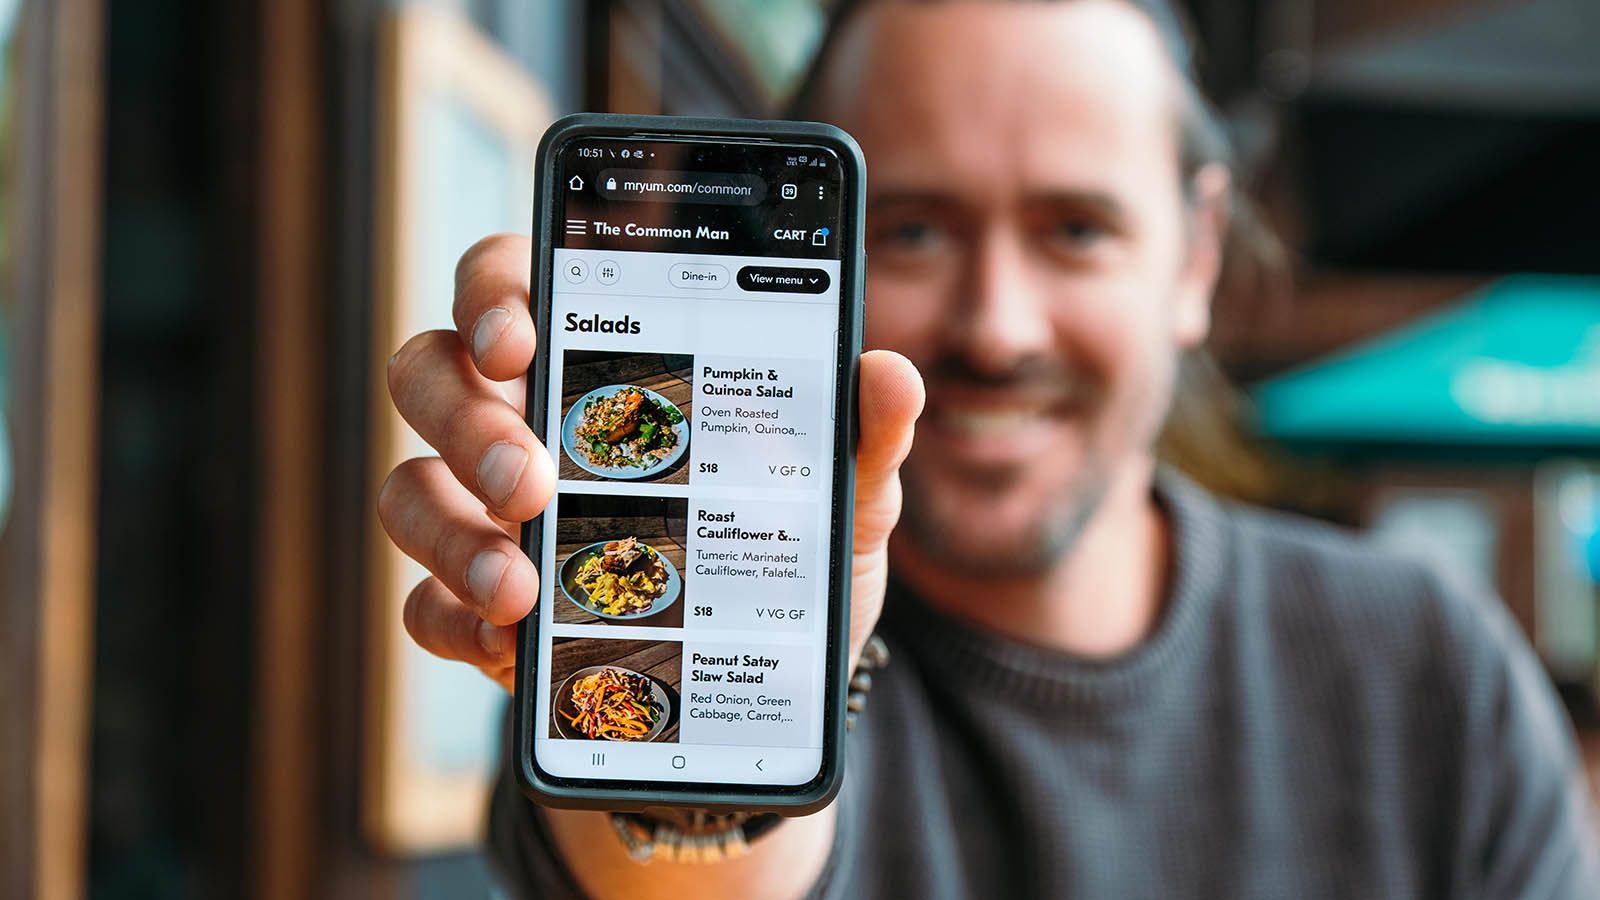 10:51
mryum.com/commonr
39
The Common Man
CART
Dine-in
View menu
Salads
Pumpkin &
Quinoa Salad
Oven Roasted
Pumpkin, Quinoa,...
$18
V GF O
Roast
Cauliflower &...
Tumeric Marinated
Cauliflower, Falafel...
$18
V VG GF
Peanut Satay
Slaw Salad
Red Onion, Green
Cabbage, Carrot,...